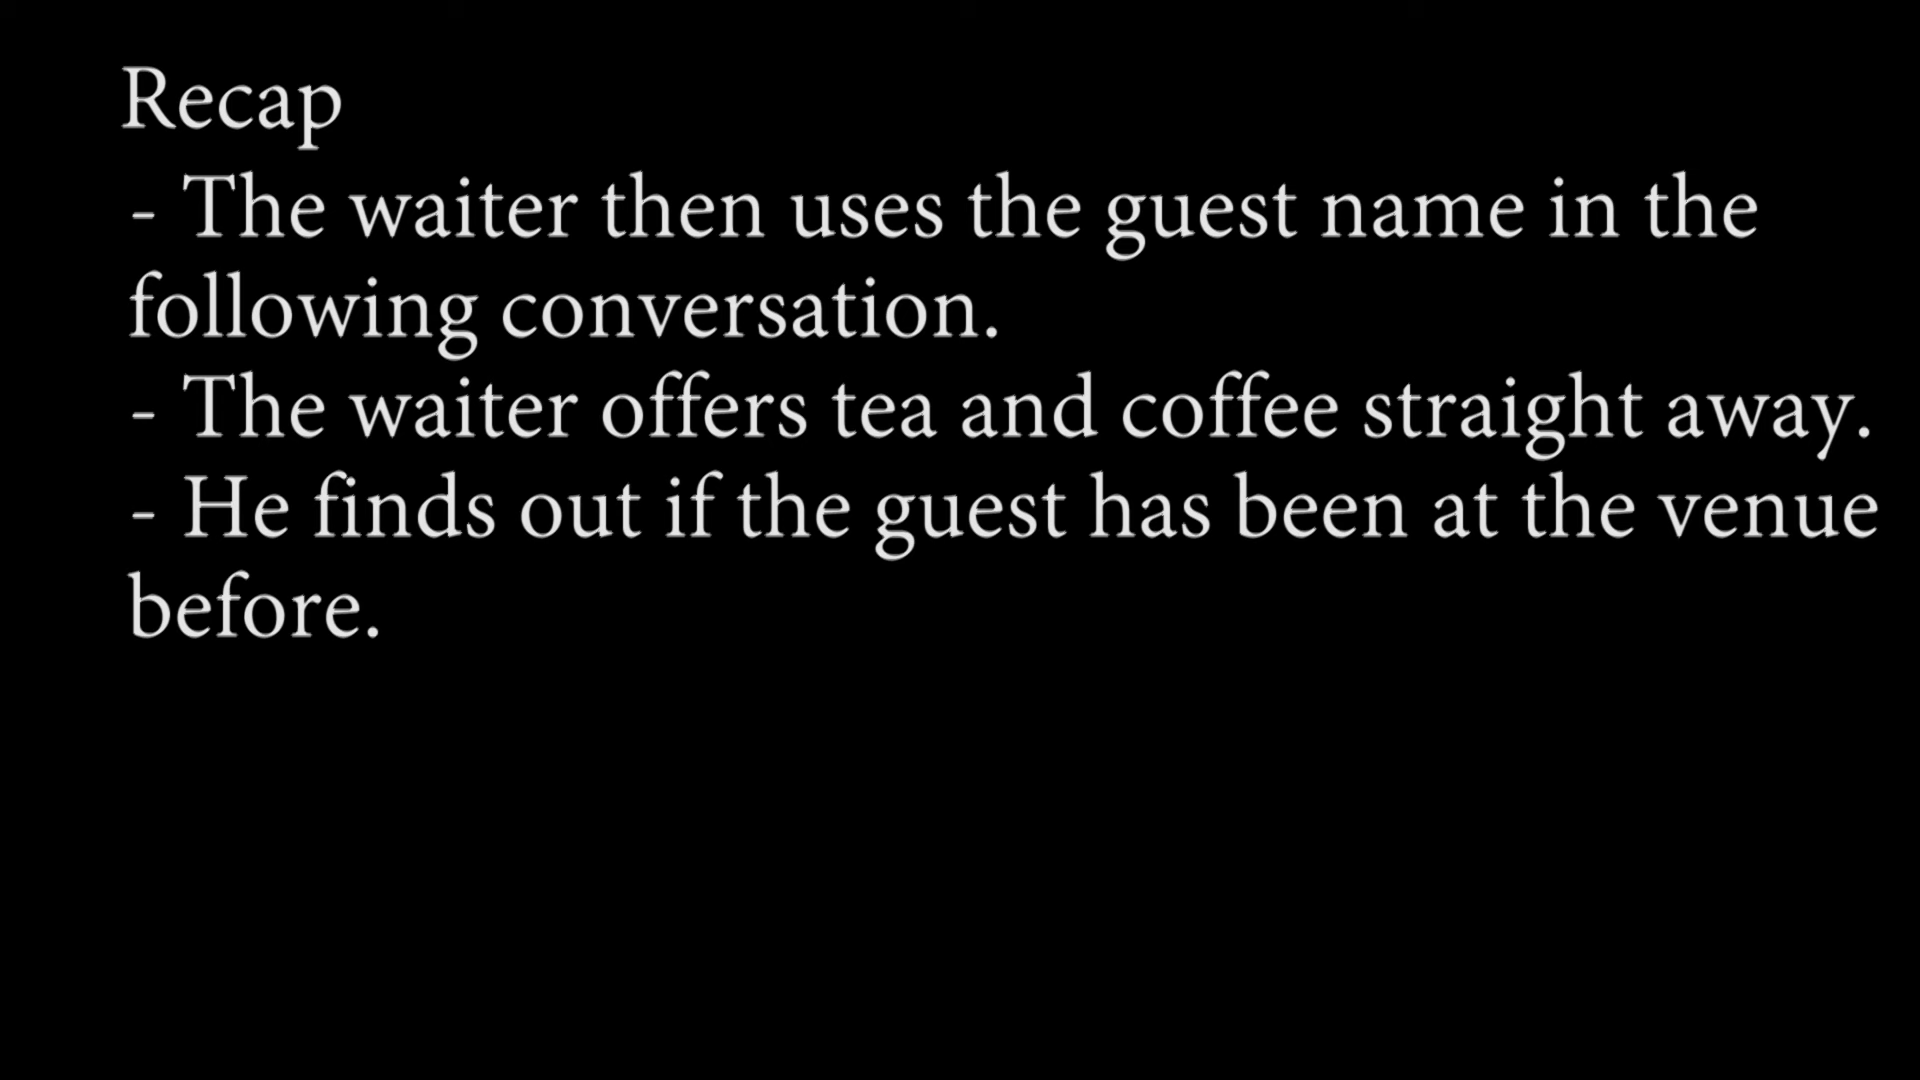 Recap
- The waiter then uses the guest name in the
following conversation.
- The waiter offers tea and coffee straight away.
- He finds out if the guest has been at the venue
before.